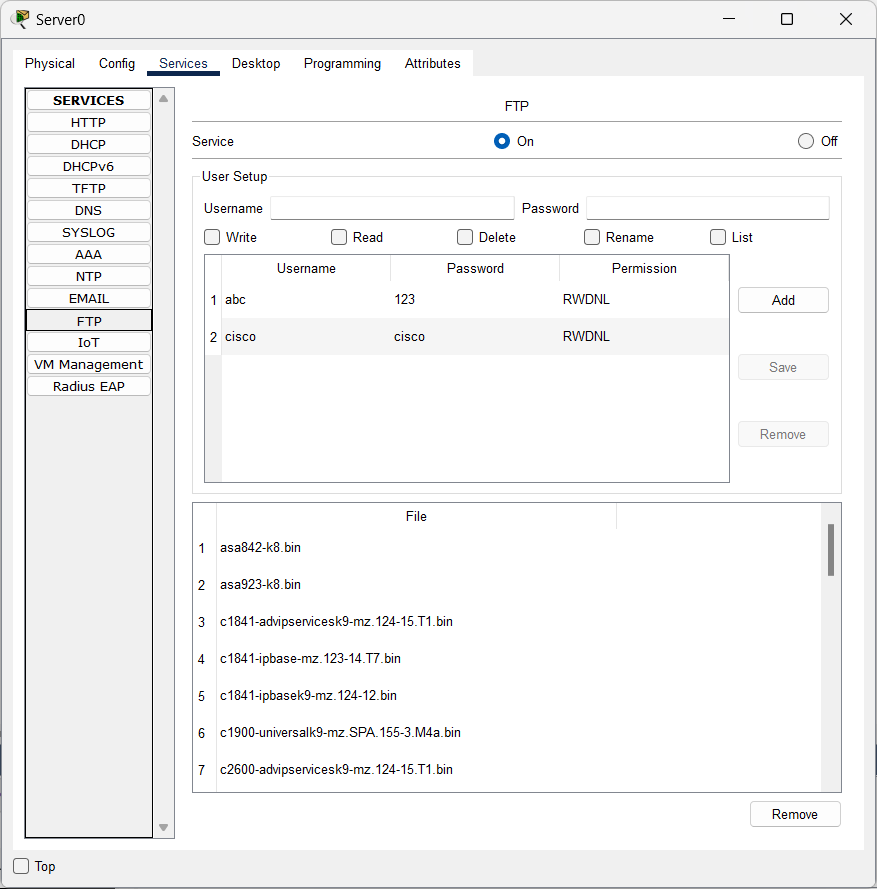 Server0
Physical Config Services Desktop Programming Attributes
SERVICES
HTTP
DHCP
DHCPv6
TFTP
DNS
SYSLOG
AAA
NTP
EMAIL
FTP
IoT
VM Management
Radius EAP
FTP
Service On Off
User Setup
Username Password
Write Read Delete Rename List
Username Password Permission
1 abc 123 RWDNL
2 cisco cisco RWDNL
Add
Save
Remove
File
1 asa842-k8.bin
2 asa923-k8.bin
3 c1841-advipservicesk9-mz.124-15.T1.bin
4 c1841-ipbase-mz.123-14.T7.bin
5 c1841-ipbasek9-mz.124-12.bin
6 c1900-universalk9-mz.SPA.155-3.M4a.bin
7 c2600-advipservicesk9-mz.124-15.T1.bin
Remove
Top